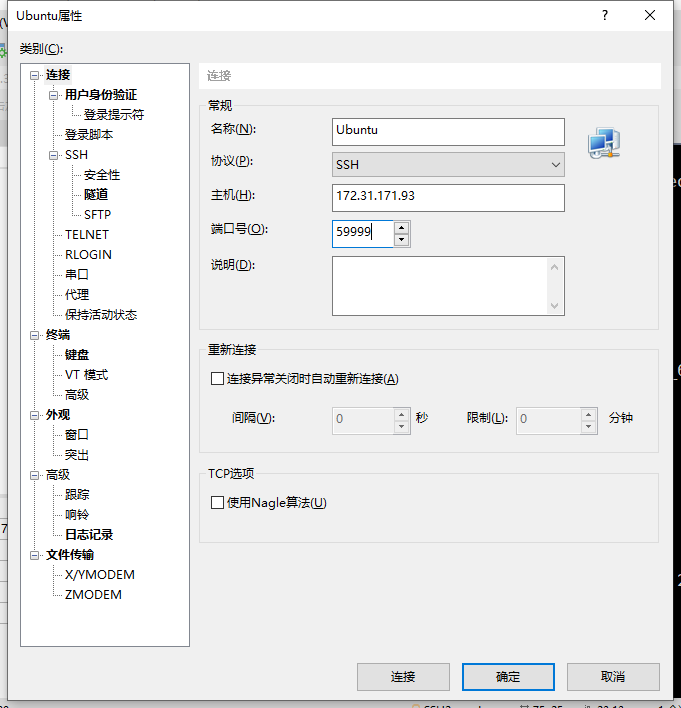 Ubuntu属性
?
类别(C):
连接
用户身份验证
登录提示符
登录脚本
SSH
安全性
隧道
SFTP
TELNET
RLOGIN
串口
代理
保持活动状态
终端
键盘
VT 模式
高级
外观
窗口
突出
高级
跟踪
响铃
日志记录
文件传输
X/YMODEM
ZMODEM
连接
常规
名称(N):
Ubuntu
协议(P):
SSH
主机(H):
172.31.171.93
端口号(O):
59999
说明(D):
重新连接
连接异常关闭时自动重新连接(A)
间隔(V): 0 秒 限制(L): 0 分钟
TCP选项
使用Nagle算法(U)
连接 确定 取消